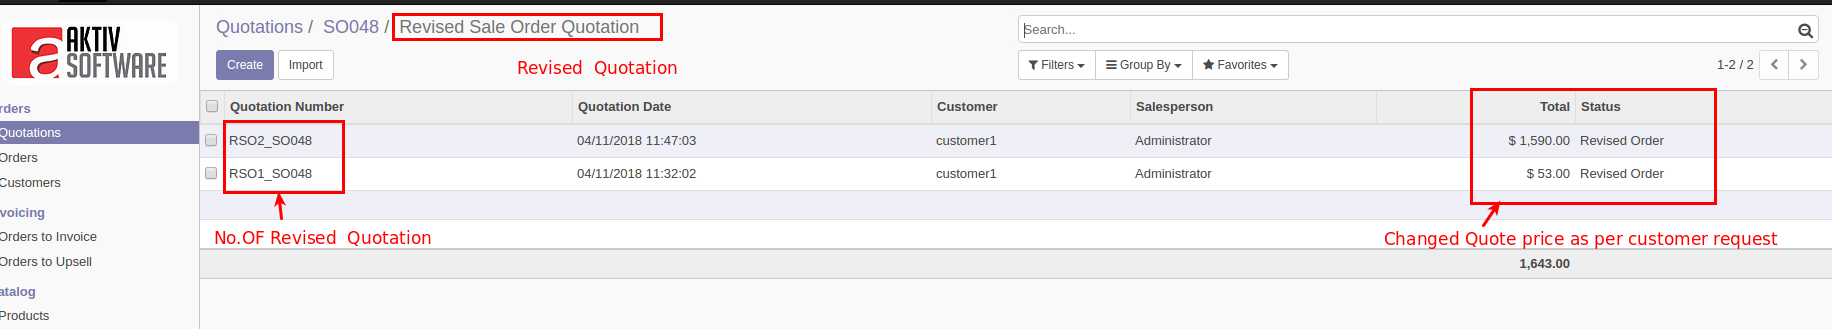 AKTIV
SOFTWARE
Quotations / SO048 / Revised Sale Order Quotation
Search...
Create Import
Revised Quotation
Filters Group By Favorites
1-2 / 2
rders
Quotations
Orders
Customers
voicing
Orders to Invoice
Orders to Upsell
atalog
Products
Quotation Number Quotation Date Customer Salesperson Total Status
RSO2_SO048 04/11/2018 11:47:03 customer1 Administrator $ 1,590.00 Revised Order
RSO1_SO048 04/11/2018 11:32:02 customer1 Administrator $ 53.00 Revised Order
No.OF Revised Quotation
Changed Quote price as per customer request
1,643.00